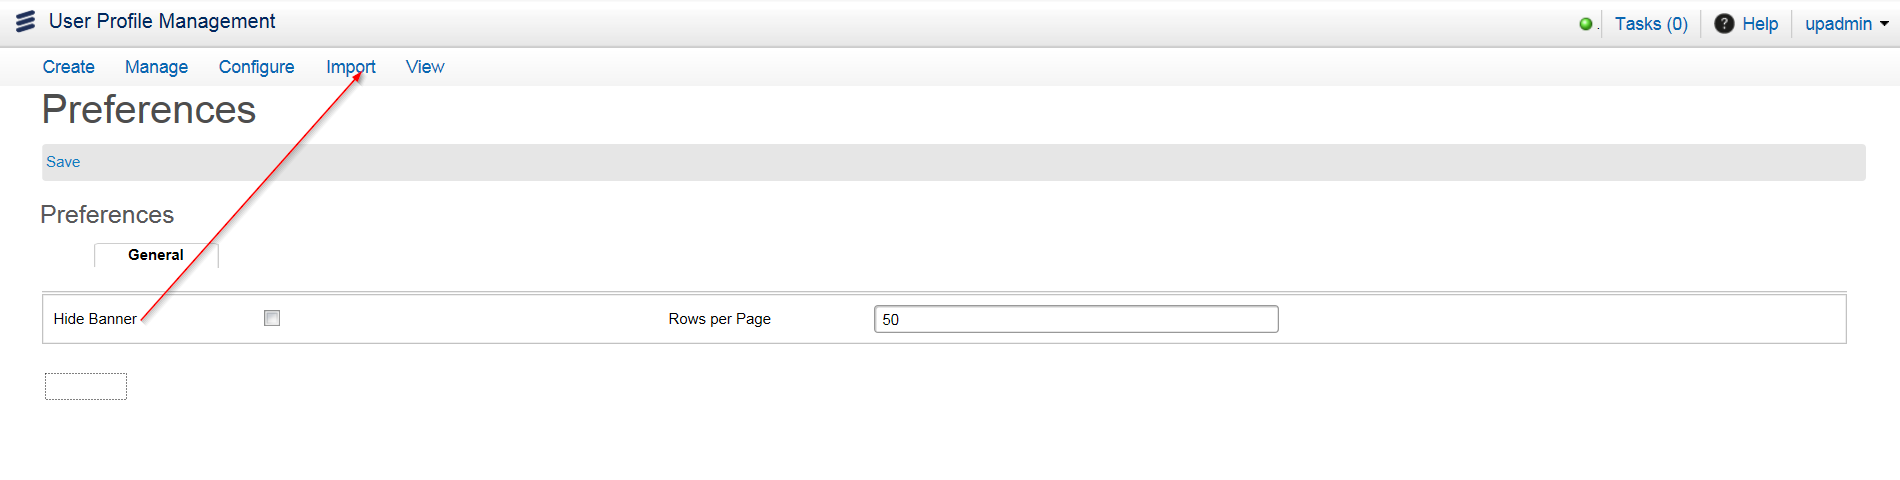 User Profile Management
Tasks (0)
? Help
upadmin
Create Manage Configure Import View
Preferences
Save
Preferences
General
Hide Banner
Rows per Page 50